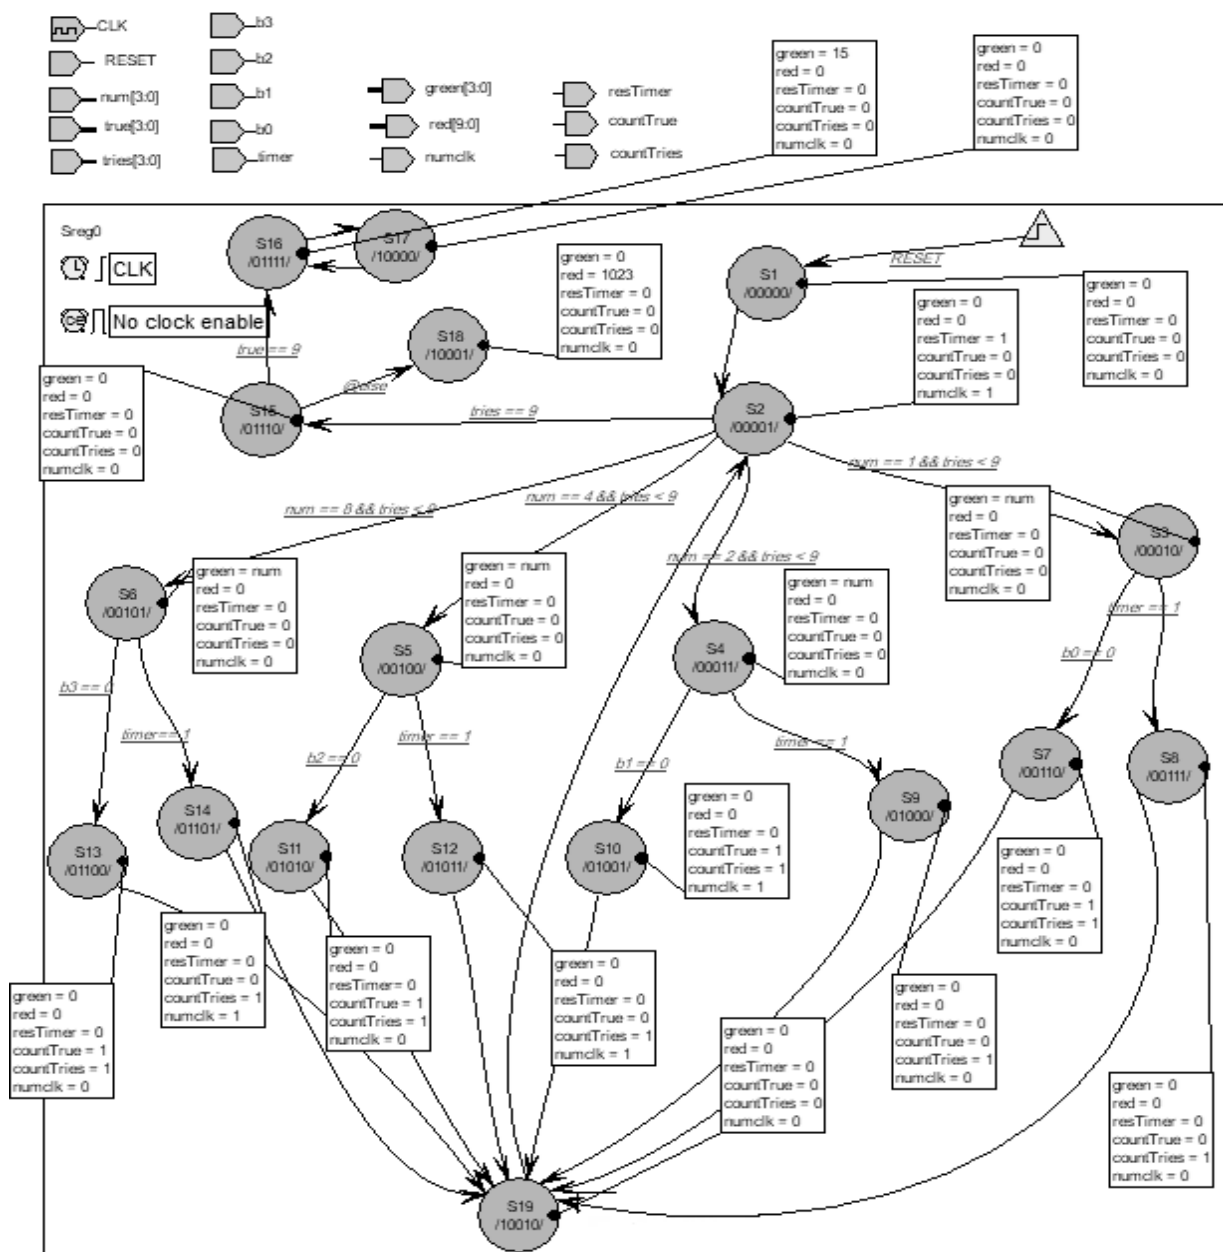 CLK
RESET
num[3:0]
true[3:0]
tries[3:0]
b3
b2
b1
b0
timer
green[3:0]
red[9:0]
numclk
resTimer
countTrue
countTries
green = 15
red = 0
resTimer = 0
countTrue = 0
countTries = 0
numclk = 0
green = 0
red = 0
resTimer = 0
countTrue = 0
countTries = 0
numclk = 0
Sreg0
CLK
No clock enable
S16
/01111/
S17
/10000/
green = 0
red = 1023
resTimer = 0
countTrue = 0
countTries = 0
numclk = 0
S1
/00000/
RESET
green = 0
red = 0
resTimer = 1
countTrue = 0
countTries = 0
numclk = 1
green = 0
red = 0
resTimer = 0
countTrue = 0
countTries = 0
numclk = 0
S18
/10001/
true == 9
@else
green = 0
red = 0
resTimer = 0
countTrue = 0
countTries = 0
numclk = 0
S15
/01110/
tries == 9
S2
/00001/
num == 8 && tries < 9
num == 4 && tries < 9
num == 2 && tries < 9
num == 1 && tries < 9
green = num
red = 0
resTimer = 0
countTrue = 0
countTries = 0
numclk = 0
S3
/00010/
S6
/00101/
green = num
red = 0
resTimer = 0
countTrue = 0
countTries = 0
numclk = 0
S5
/00100/
green = num
red = 0
resTimer = 0
countTrue = 0
countTries = 0
numclk = 0
S4
/00011/
green = num
red = 0
resTimer = 0
countTrue = 0
countTries = 0
numclk = 0
timer == 1
b0 == 0
b3 == 0
timer == 1
b2 == 0
timer == 1
b1 == 0
timer == 1
S7
/00110/
S8
/00111/
S13
/01100/
S14
/01101/
S11
/01010/
S12
/01011/
S10
/01001/
S9
/01000/
green = 0
red = 0
resTimer = 0
countTrue = 1
countTries = 1
numclk = 1
green = 0
red = 0
resTimer = 0
countTrue = 1
countTries = 1
numclk = 0
green = 0
red = 0
resTimer = 0
countTrue = 1
countTries = 1
numclk = 0
green = 0
red = 0
resTimer = 0
countTrue = 0
countTries = 1
numclk = 1
green = 0
red = 0
resTimer = 0
countTrue = 1
countTries = 1
numclk = 0
green = 0
red = 0
resTimer = 0
countTrue = 0
countTries = 1
numclk = 1
green = 0
red = 0
resTimer = 0
countTrue = 0
countTries = 0
numclk = 0
green = 0
red = 0
resTimer = 0
countTrue = 0
countTries = 1
numclk = 0
green = 0
red = 0
resTimer = 0
countTrue = 0
countTries = 1
numclk = 0
S19
/10010/